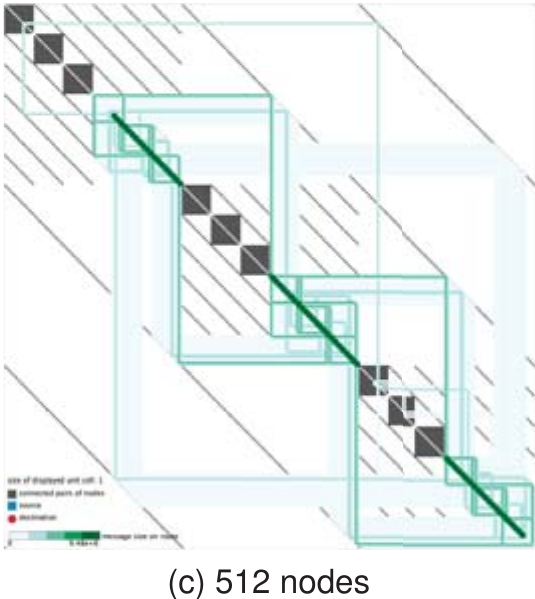 size of displayed unit cell: 1
connected pairs of nodes
source
destination
message size on node
0
(c) 512 nodes